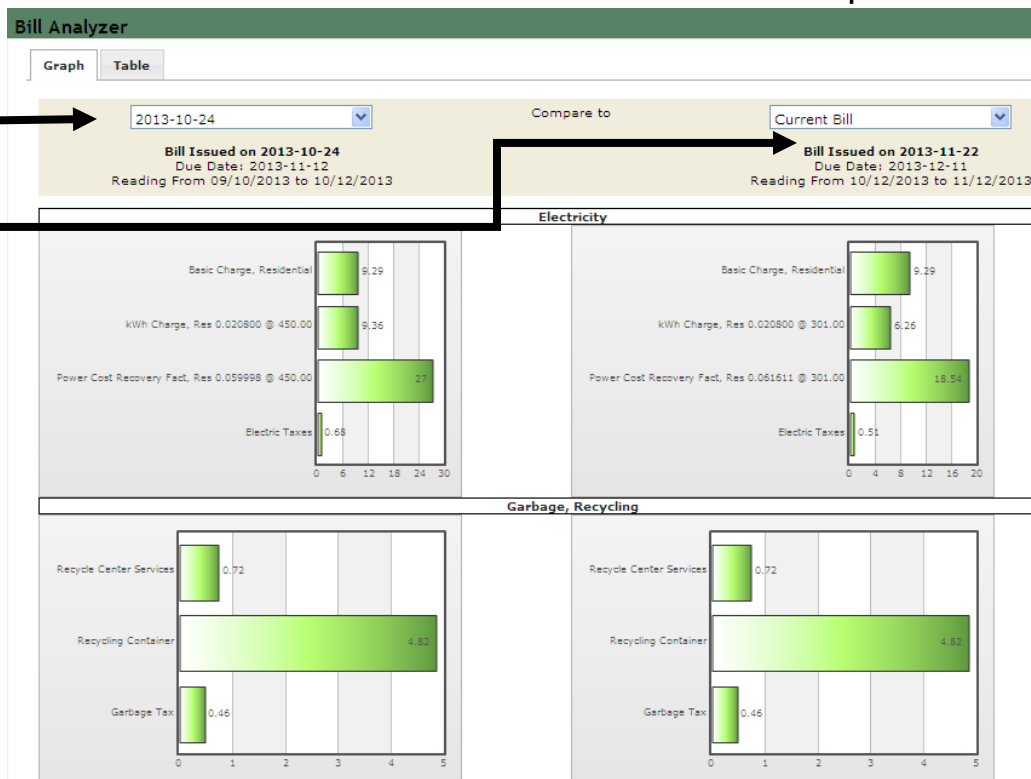 Bill Analyzer
Graph Table
2013-10-24 Compare to Current Bill
Bill Issued on 2013-10-24
Due Date: 2013-11-12
Reading From 09/10/2013 to 10/12/2013
Bill Issued on 2013-11-22
Due Date: 2013-12-11
Reading From 10/12/2013 to 11/12/2013
Electricity
Basic Charge, Residential 9.29
kWh Charge, Res 0.020800 @ 450.00 9.36
Power Cost Recovery Fact, Res 0.059998 @ 450.00 27
Electric Taxes 0.68
0 6 12 18 24 30
Basic Charge, Residential 9.29
kWh Charge, Res 0.020800 @ 301.00 6.26
Power Cost Recovery Fact, Res 0.061611 @ 301.00 18.54
Electric Taxes 0.51
0 4 8 12 16 20
Garbage, Recycling
Recycle Center Services 0.72
Recycling Container 4.82
Garbage Tax 0.46
0 1 2 3 4 5
Recycle Center Services 0.72
Recycling Container 4.82
Garbage Tax 0.46
0 1 2 3 4 5